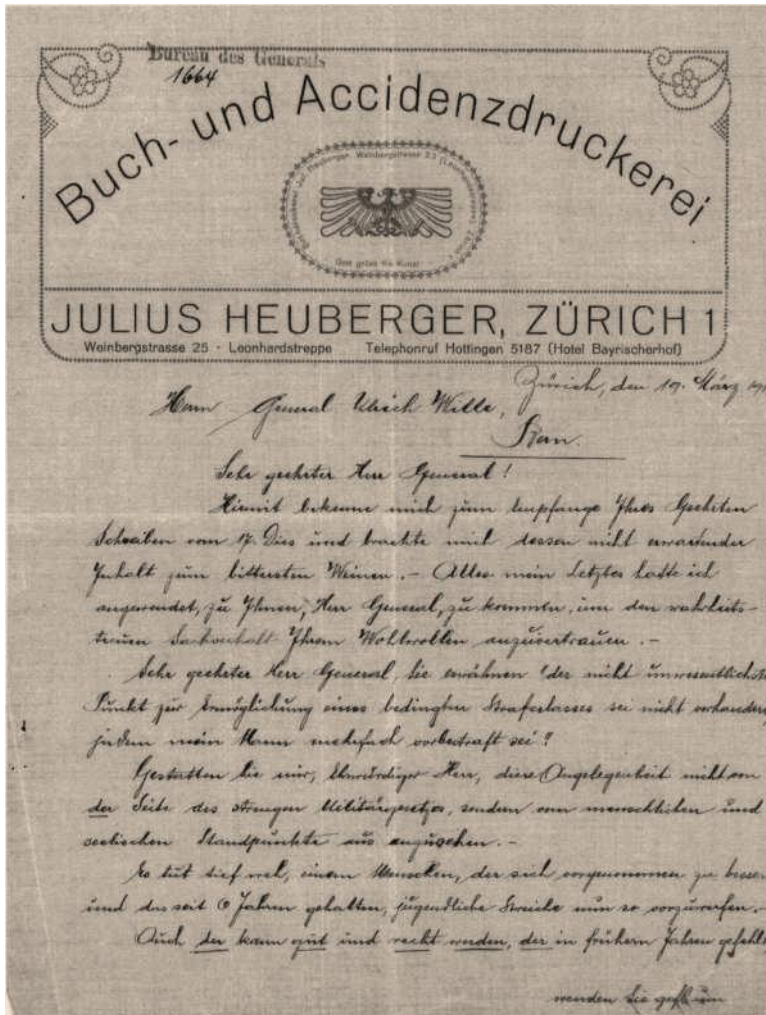 Bureau des Generals
1664
Buch- und Accidenzdruckerei
Jul. Heuberger Weinbergstrasse 25 (Leonhardstreppe) Zürich 1
Gott grüss die Kunst
JULIUS HEUBERGER, ZÜRICH 1
Weinbergstrasse 25 - Leonhardstreppe Telephonruf Hottingen 5187 (Hotel Bayrischerhof)
Zürich, den 19. März
Herrn General Ulrich Wille,
Bern.
Sehr geehrter Herr General!
Hiemit bekenne mich zum Empfange Ihres Geehrten
Schreiben vom 17. Dies und brachte mich dessen nicht erwartender
Inhalt zum bittersten Weinen. – Alles mein Letztes hatte ich
angewendet, zu Ihnen, Herr General, zu kommen, um den wahrheits-
treuen Sachverhalt Ihrem Wohlwollen anzuvertrauen. –
Sehr geehrter Herr General, Sie erwähnen "der nicht unwesentlichste
Punkt zur Ermöglichung eines bedingten Straferlasses sei nicht vorhanden,
indem mein Mann mehrfach vorbestraft sei"?
Gestatten Sie mir, Ehrwürdiger Herr, diese Angelegenheit nicht von
der Seite des strengen Militärgesetzes, sondern vom menschlichen und
seelischen Standpunkte aus anzusehen. –
Es tut tief weh, einem Menschen, der sich vorgenommen zu bessern
und das seit 6 Jahren gehalten, jugendliche Streiche nun so vorzuwerfen. –
Auch der kann gut und recht werden, der in frühern Jahren gefehlt,
wenden Sie gefl. um